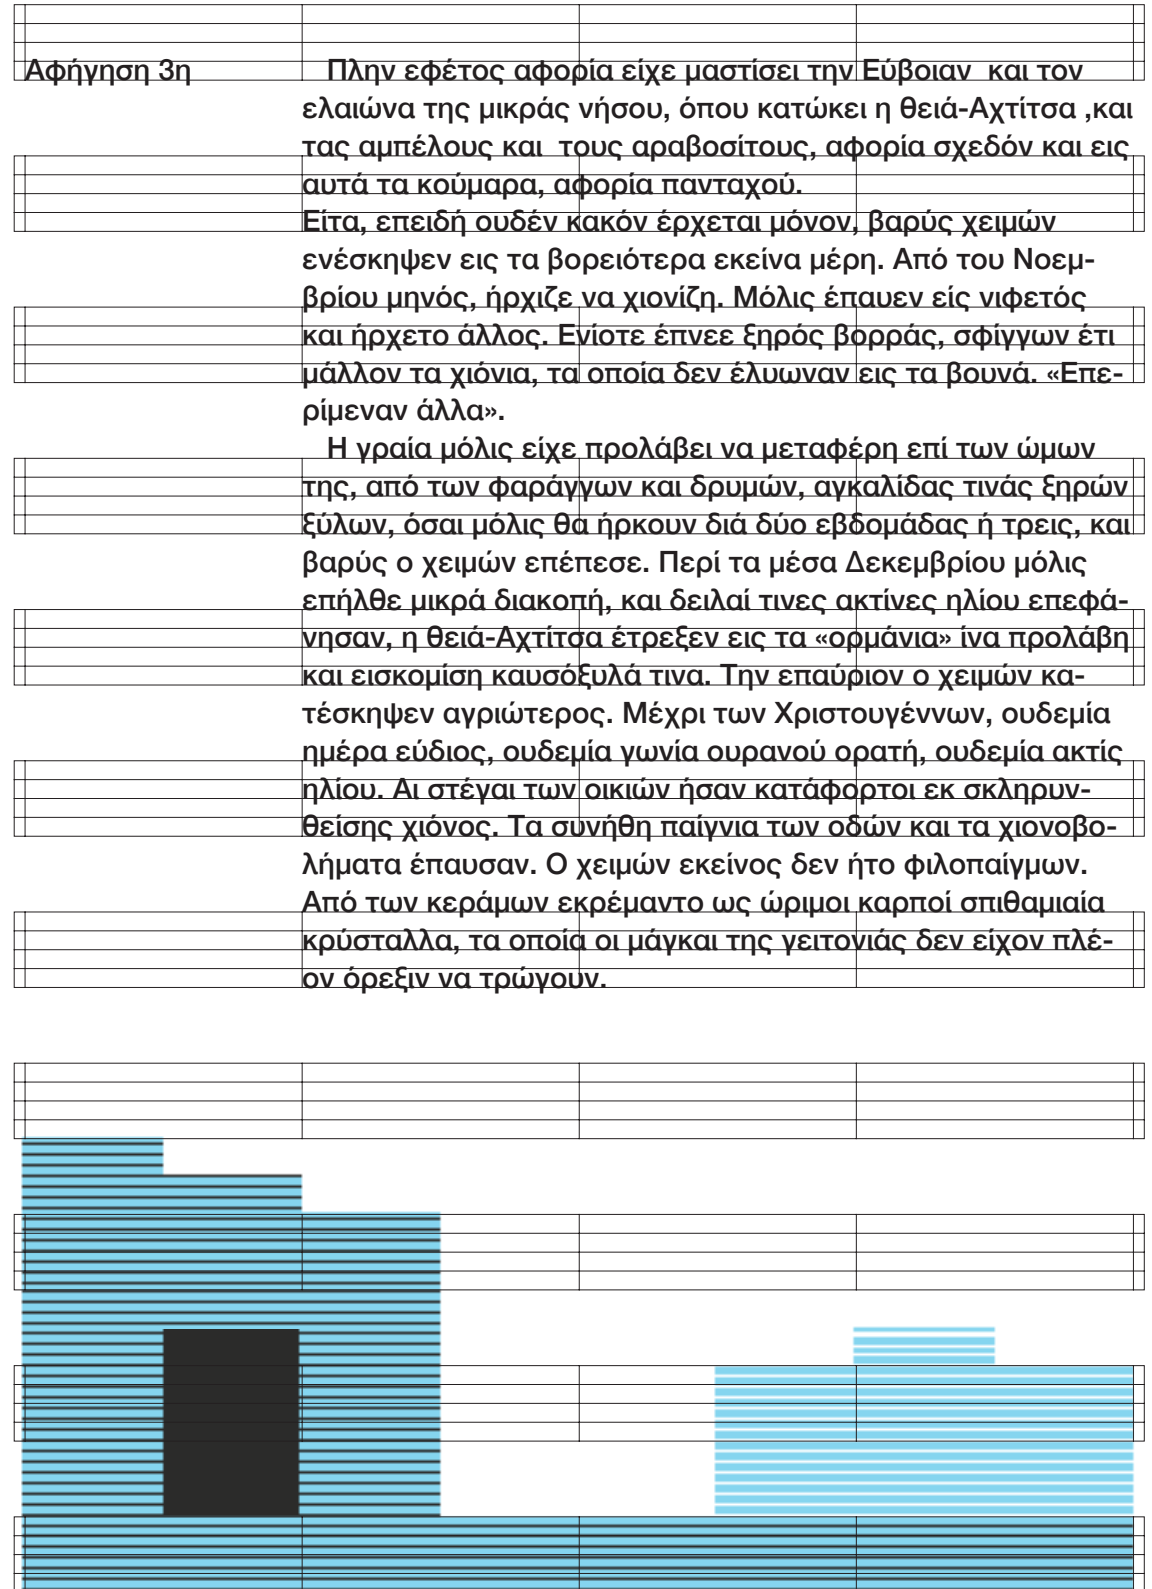 Αφήγηση 3η
Πλην εφέτος αφορία είχε μαστίσει την Εύβοιαν  και τον
ελαιώνα της μικράς νήσου, όπου κατώκει η θειά-Αχτίτσα ,και
τας αμπέλους και  τους αραβοσίτους, αφορία σχεδόν και εις
αυτά τα κούμαρα, αφορία πανταχού.
Είτα, επειδή ουδέν κακόν έρχεται μόνον, βαρύς χειμών
ενέσκηψεν εις τα βορειότερα εκείνα μέρη. Από του Νοεμ-
βρίου μηνός, ήρχιζε να χιονίζη. Μόλις έπαυεν είς νιφετός
και ήρχετο άλλος. Ενίοτε έπνεε ξηρός βορράς, σφίγγων έτι
μάλλον τα χιόνια, τα οποία δεν έλυωναν εις τα βουνά. «Επε-
ρίμεναν άλλα».
Η γραία μόλις είχε προλάβει να μεταφέρη επί των ώμων
της, από των φαράγγων και δρυμών, αγκαλίδας τινάς ξηρών
ξύλων, όσαι μόλις θα ήρκουν διά δύο εβδομάδας ή τρεις, και
βαρύς ο χειμών επέπεσε. Περί τα μέσα Δεκεμβρίου μόλις
επήλθε μικρά διακοπή, και δειλαί τινες ακτίνες ηλίου επεφά-
νησαν, η θειά-Αχτίτσα έτρεξεν εις τα «ορμάνια» ίνα προλάβη
και εισκομίση καυσόξυλά τινα. Την επαύριον ο χειμών κα-
τέσκηψεν αγριώτερος. Μέχρι των Χριστουγέννων, ουδεμία
ημέρα εύδιος, ουδεμία γωνία ουρανού ορατή, ουδεμία ακτίς
ηλίου. Αι στέγαι των οικιών ήσαν κατάφορτοι εκ σκληρυν-
θείσης χιόνος. Τα συνήθη παίγνια των οδών και τα χιονοβο-
λήματα έπαυσαν. Ο χειμών εκείνος δεν ήτο φιλοπαίγμων.
Από των κεράμων εκρέμαντο ως ώριμοι καρποί σπιθαμιαία
κρύσταλλα, τα οποία οι μάγκαι της γειτονιάς δεν είχον πλέ-
ον όρεξιν να τρώγουν.